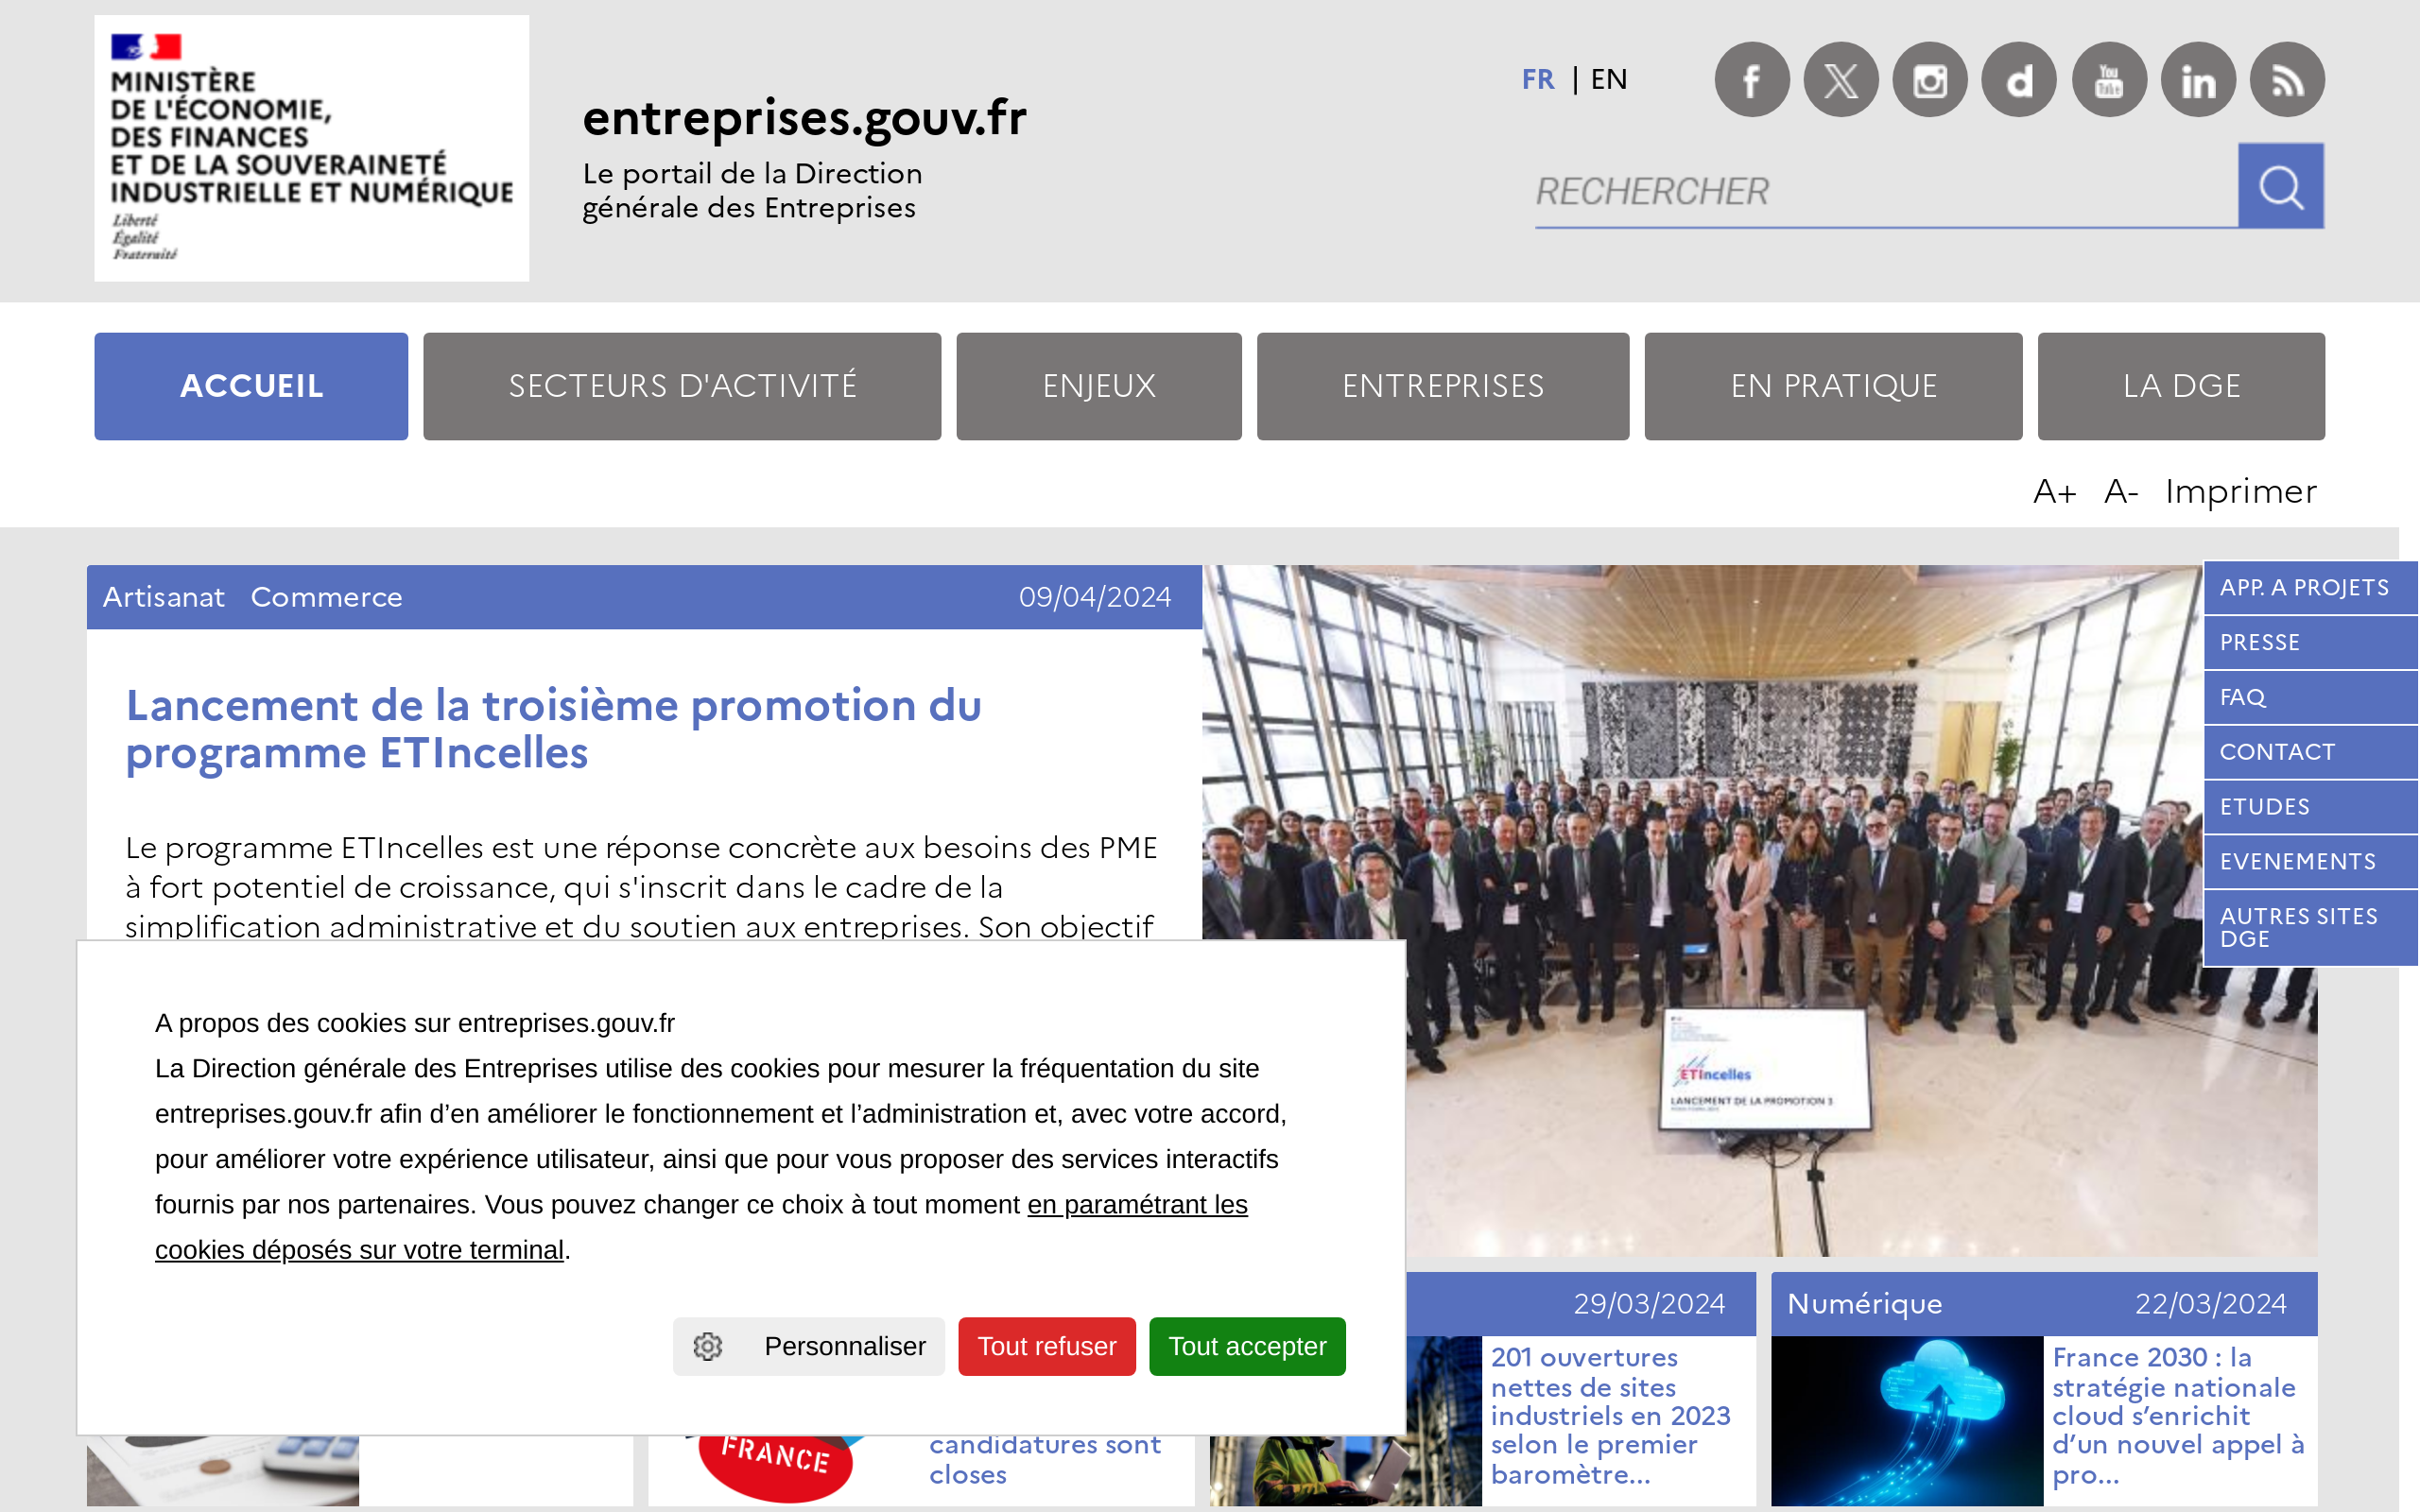 MINISTÈRE
DE L'ÉCONOMIE,
DES FINANCES
ET DE LA SOUVERAINETÉ
INDUSTRIELLE ET NUMÉRIQUE
Liberté
Égalité
Fraternité
entreprises.gouv.fr
Le portail de la Direction
générale des Entreprises
FR | EN
RECHERCHER
ACCUEIL
SECTEURS D'ACTIVITÉ
ENJEUX
ENTREPRISES
EN PRATIQUE
LA DGE
A+ A- Imprimer
Artisanat Commerce 09/04/2024
Lancement de la troisième promotion du
programme ETIncelles
Le programme ETIncelles est une réponse concrète aux besoins des PME
à fort potentiel de croissance, qui s'inscrit dans le cadre de la
simplification administrative et du soutien aux entreprises. Son objectif
ETIncelles
LANCEMENT DE LA PROMOTION 3
APP. A PROJETS
PRESSE
FAQ
CONTACT
ETUDES
EVENEMENTS
AUTRES SITES
DGE
A propos des cookies sur entreprises.gouv.fr
La Direction générale des Entreprises utilise des cookies pour mesurer la fréquentation du site
entreprises.gouv.fr afin d’en améliorer le fonctionnement et l’administration et, avec votre accord,
pour améliorer votre expérience utilisateur, ainsi que pour vous proposer des services interactifs
fournis par nos partenaires. Vous pouvez changer ce choix à tout moment en paramétrant les
cookies déposés sur votre terminal.
Personnaliser
Tout refuser
Tout accepter
FRANCE
candidatures sont
closes
29/03/2024
201 ouvertures
nettes de sites
industriels en 2023
selon le premier
baromètre...
Numérique 22/03/2024
France 2030 : la
stratégie nationale
cloud s’enrichit
d’un nouvel appel à
pro...